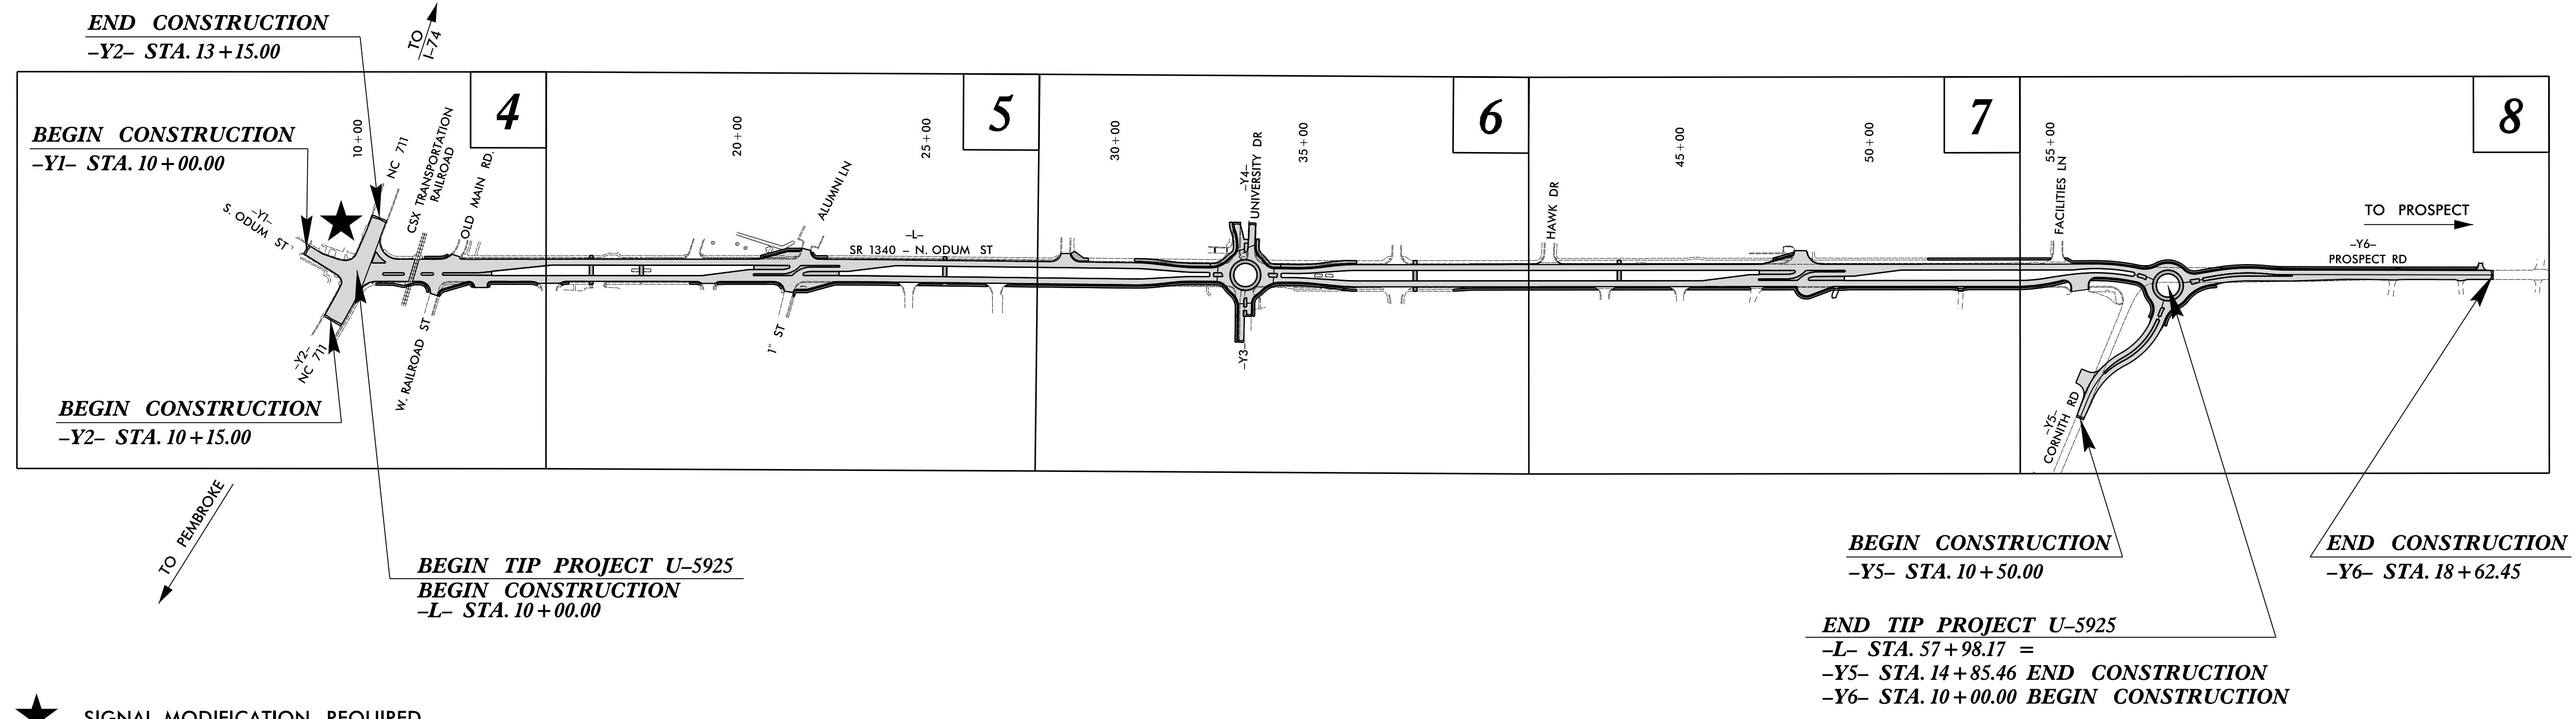 END CONSTRUCTION
–Y2– STA. 13+15.00
TO
I–74
BEGIN CONSTRUCTION
–Y1– STA. 10+00.00
4
5
6
7
8
10+00
20+00
25+00
30+00
35+00
45+00
50+00
55+00
NC 711
CSX TRANSPORTATION
RAILROAD
OLD MAIN RD.
–Y1–
S. ODUM ST
ALUMNI LN
–L–
SR 1340 – N. ODUM ST
–Y4–
UNIVERSITY DR
HAWK DR
FACILITIES LN
TO PROSPECT
–Y6–
PROSPECT RD
–Y2–
NC 711
W. RAILROAD ST
1" ST
–Y3–
–Y5–
CORNITH RD
BEGIN CONSTRUCTION
–Y2– STA. 10+15.00
TO PEMBROKE
BEGIN TIP PROJECT U–5925
BEGIN CONSTRUCTION
–L– STA. 10+00.00
BEGIN CONSTRUCTION
–Y5– STA. 10+50.00
END CONSTRUCTION
–Y6– STA. 18+62.45
END TIP PROJECT U–5925
–L– STA. 57+98.17 =
–Y5– STA. 14+85.46 END CONSTRUCTION
–Y6– STA. 10+00.00 BEGIN CONSTRUCTION
SIGNAL MODIFICATION REQUIRED